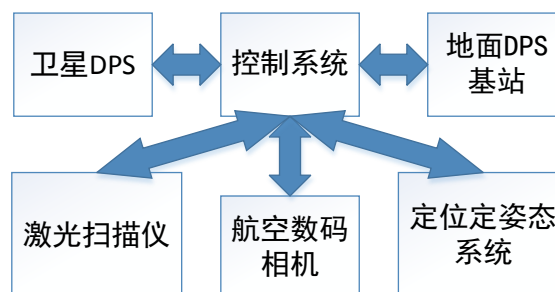 卫星DPS
控制系统
地面DPS
基站
激光扫描仪
航空数码
相机
定位定姿态
系统